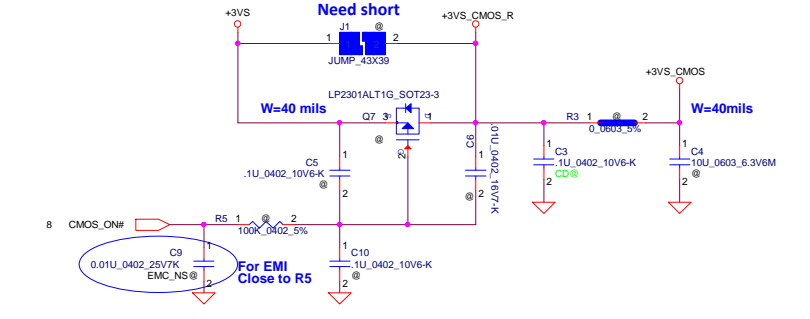 Need short
+3VS
+3VS_CMOS_R
J1
@
1
2
JUMP_43X39
+3VS_CMOS
LP2301ALT1G_SOT23-3
W=40 mils
Q7
3
S
D
1
G
2
@
R3
1
@
2
0_0603_5%
W=40mils
C5
.1U_0402_10V6-K
@
1
2
C6
.01U_0402_16V7-K
1
@
2
1
C3
.1U_0402_10V6-K
CD@
2
1
C4
10U_0603_6.3V6M
@
2
8
CMOS_ON#
R5
1
@
2
100K_0402_5%
C9
1
0.01U_0402_25V7K
EMC_NS@
2
For EMI
Close to R5
1
C10
.1U_0402_10V6-K
@
2